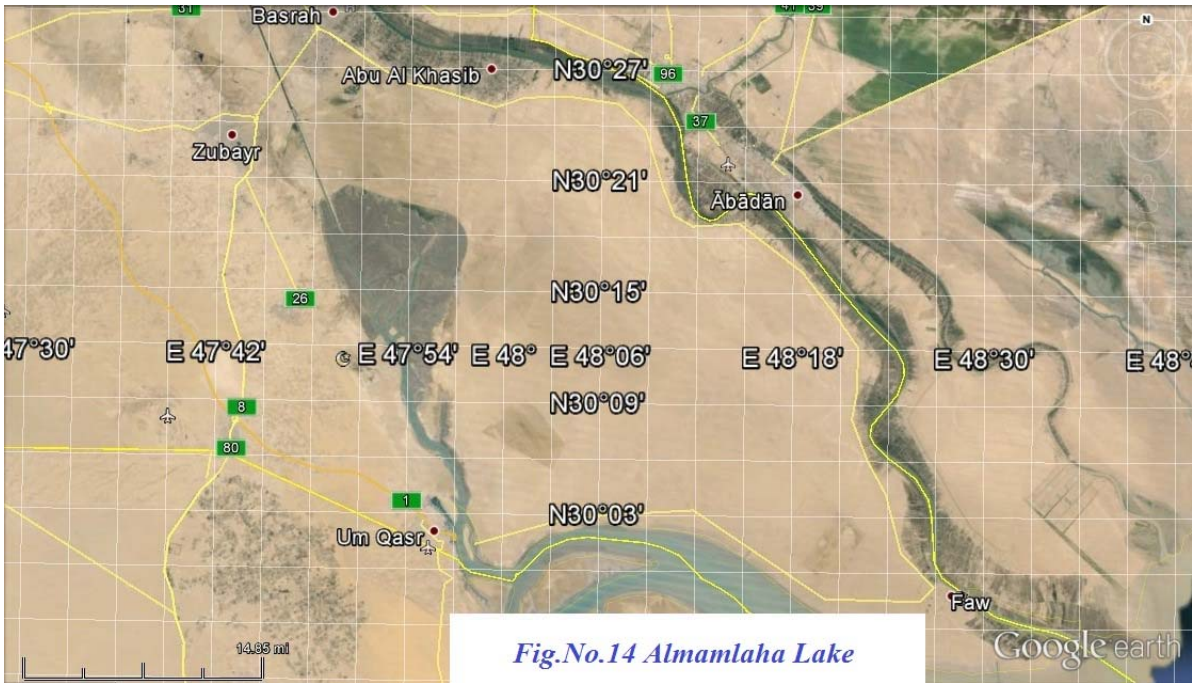 31
41 39
N
Basrah
Abu Al Khasib
N30°27'
96
37
Zubayr
N30°21'
Ābādān
26
N30°15'
47°30' E 47°42' E 47°54' E 48° E 48°06' E 48°18' E 48°30'
8
N30°09'
80
1
N30°03'
Um Qasr
Faw
14.85 mi
Google earth
Fig.No.14 Almamlaha Lake